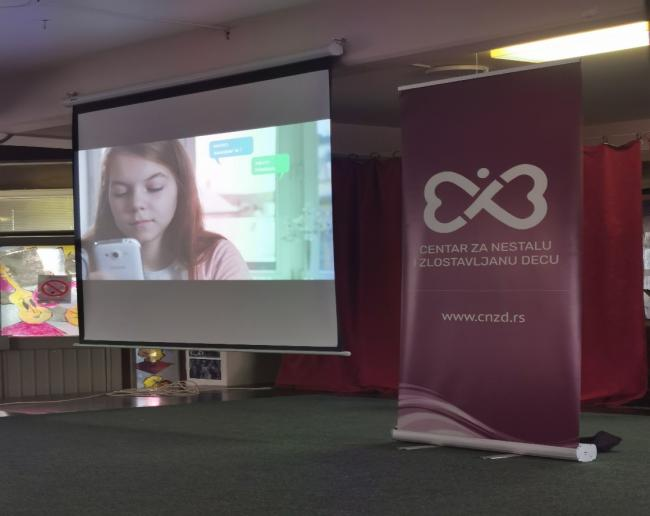 CENTAR ZA NESTALU
I ZLOSTAVLJANU DECU
www.cnzd.rs